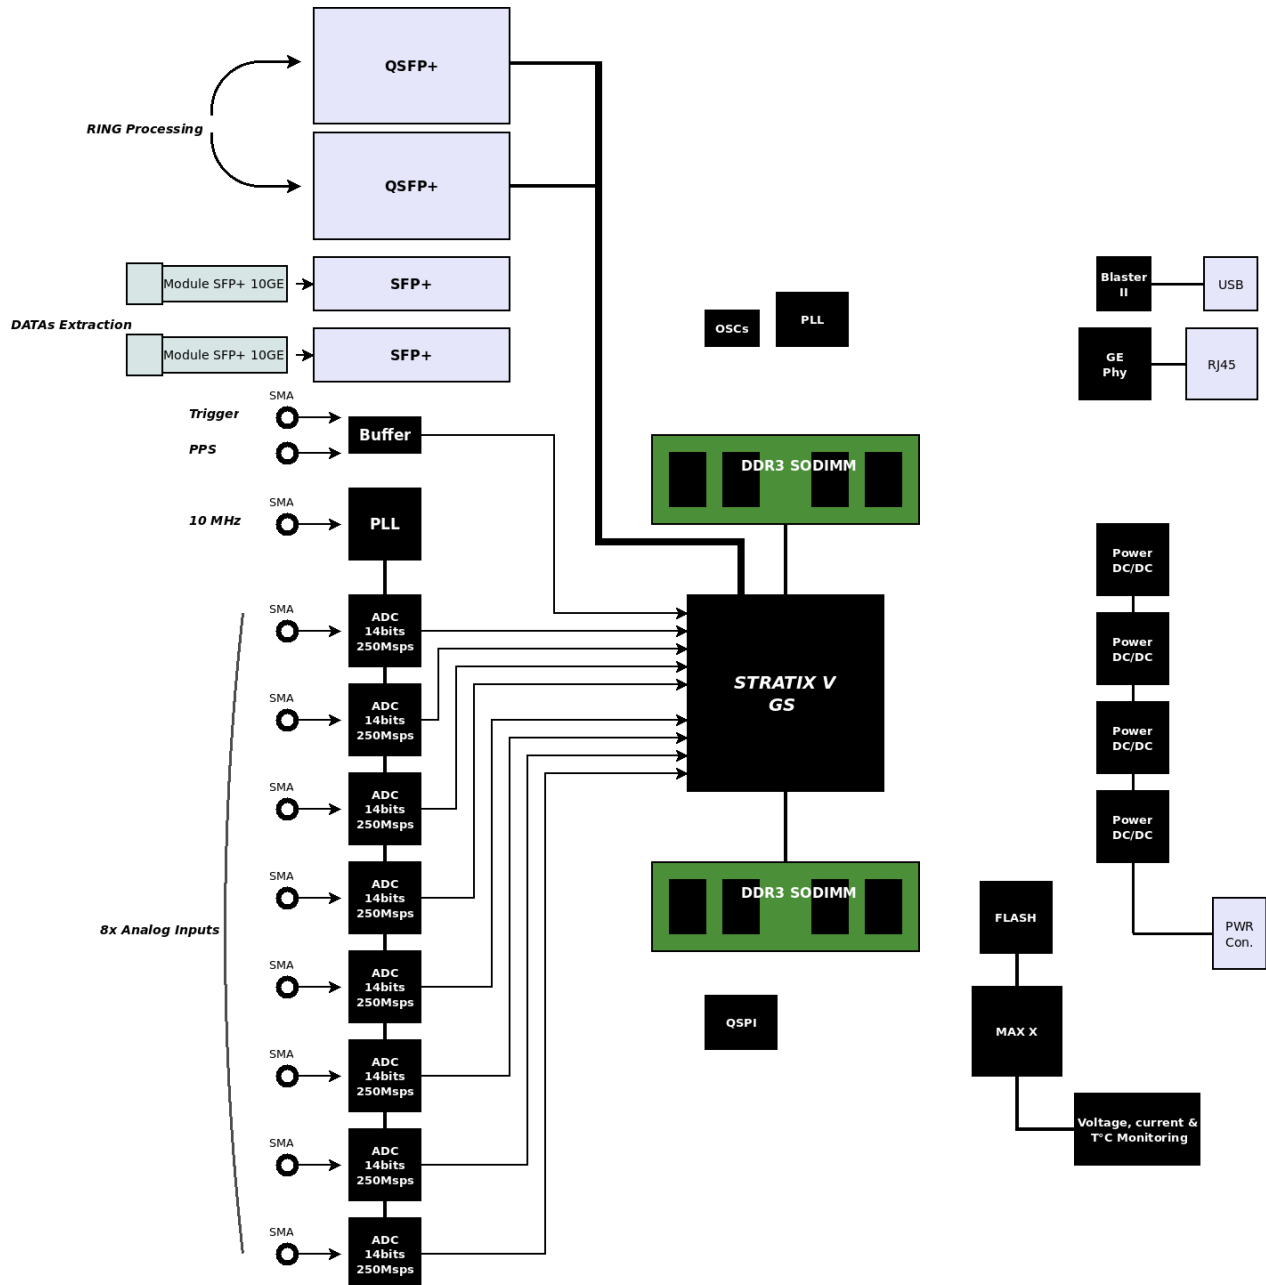 QSFP+
RING Processing
QSFP+
Module SFP+ 10GE
SFP+
DATAs Extraction
Module SFP+ 10GE
SFP+
SMA
Trigger
PPS
Buffer
SMA
10 MHz
PLL
SMA
ADC
14bits
250Msps
SMA
ADC
14bits
250Msps
SMA
ADC
14bits
250Msps
SMA
ADC
14bits
250Msps
8x Analog Inputs
SMA
ADC
14bits
250Msps
SMA
ADC
14bits
250Msps
SMA
ADC
14bits
250Msps
SMA
ADC
14bits
250Msps
OSCs
PLL
DDR3 SODIMM
STRATIX V
GS
DDR3 SODIMM
QSPI
Blaster
II
USB
GE
Phy
RJ45
Power
DC/DC
Power
DC/DC
Power
DC/DC
Power
DC/DC
PWR
Con.
FLASH
MAX X
Voltage, current &
T°C Monitoring